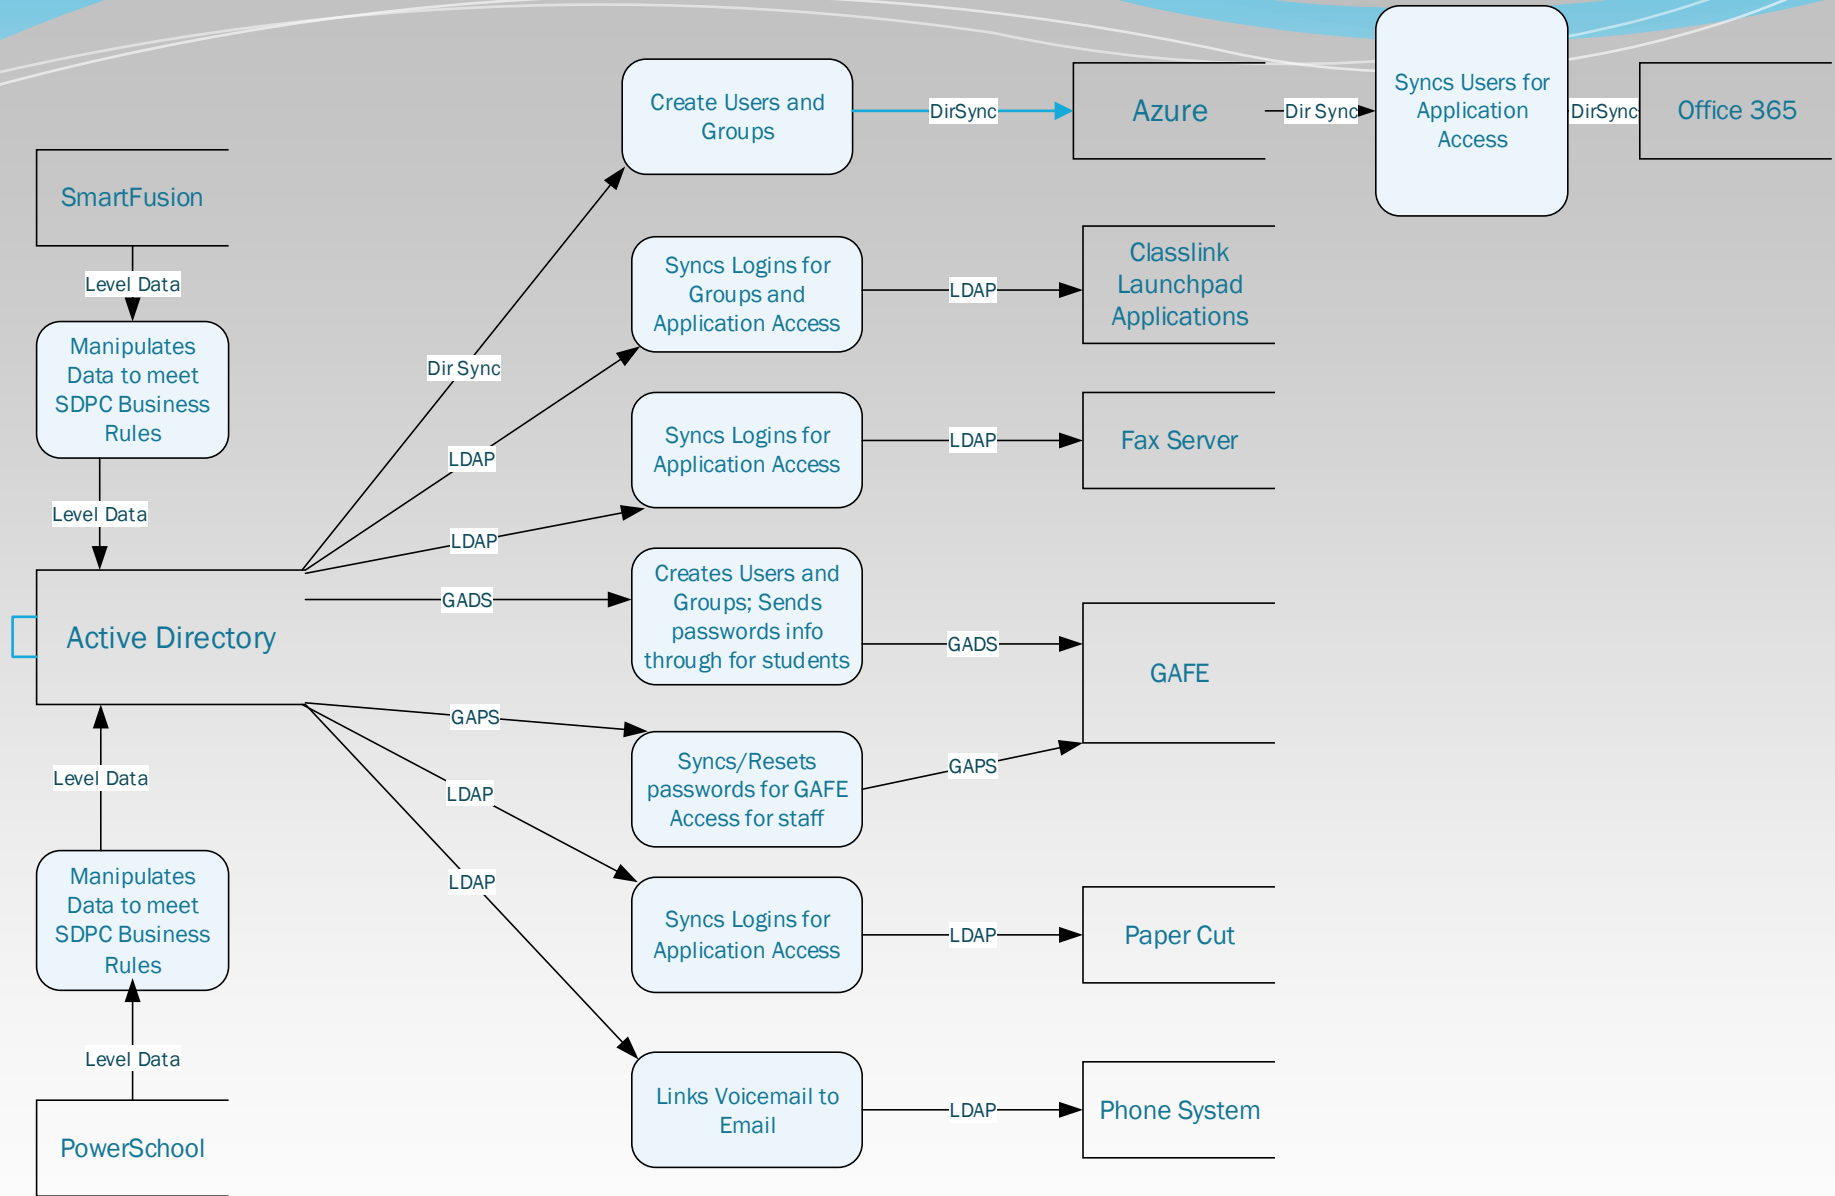 Create Users and
Groups
DirSync
Azure
Dir Sync
Syncs Users for
Application
Access
DirSync
Office 365
SmartFusion
Level Data
Manipulates
Data to meet
SDPC Business
Rules
Level Data
Active Directory
Level Data
Manipulates
Data to meet
SDPC Business
Rules
Level Data
PowerSchool
Dir Sync
LDAP
LDAP
GADS
GAPS
LDAP
LDAP
Syncs Logins for
Groups and
Application Access
LDAP
Classlink
Launchpad
Applications
Syncs Logins for
Application Access
LDAP
Fax Server
Creates Users and
Groups; Sends
passwords info
through for students
GADS
GAFE
Syncs/Resets
passwords for GAFE
Access for staff
GAPS
Syncs Logins for
Application Access
LDAP
Paper Cut
Links Voicemail to
Email
LDAP
Phone System